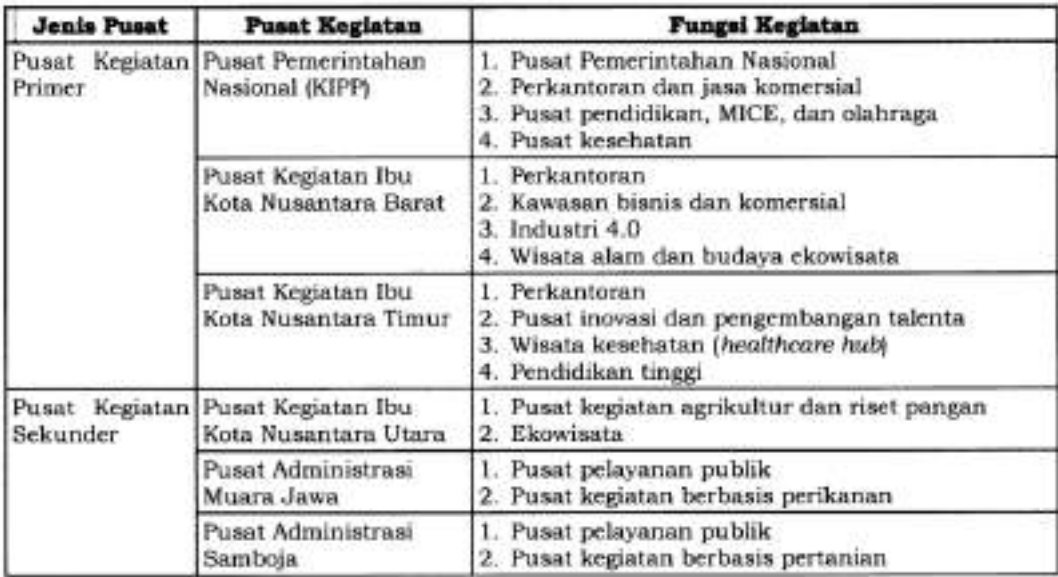 Jenis Pusat Pusat Kegiatan Fungsi Kegiatan
Pusat Kegiatan Primer
Pusat Pemerintahan Nasional (KIPP)
1. Pusat Pemerintahan Nasional
2. Perkantoran dan jasa komersial
3. Pusat pendidikan, MICE, dan olahraga
4. Pusat kesehatan
Pusat Kegiatan Ibu
Kota Nusantara Barat
1. Perkantoran
2. Kawasan bisnis dan komersial
3. Industri 4.0
4. Wisata alam dan budaya ekowisata
Pusat Kegiatan Ibu
Kota Nusantara Timur
1. Perkantoran
2. Pusat inovasi dan pengembangan talenta
3. Wisata kesehatan (healthcare hub)
4. Pendidikan tinggi
Pusat Kegiatan
Sekunder
Pusat Kegiatan Ibu
Kota Nusantara Utara
1. Pusat kegiatan agrikultur dan riset pangan
2. Ekowisata
Pusat Administrasi
Muara Jawa
1. Pusat pelayanan publik
2. Pusat kegiatan berbasis perikanan
Pusat Administrasi
Samboja
1. Pusat pelayanan publik
2. Pusat kegiatan berbasis pertanian